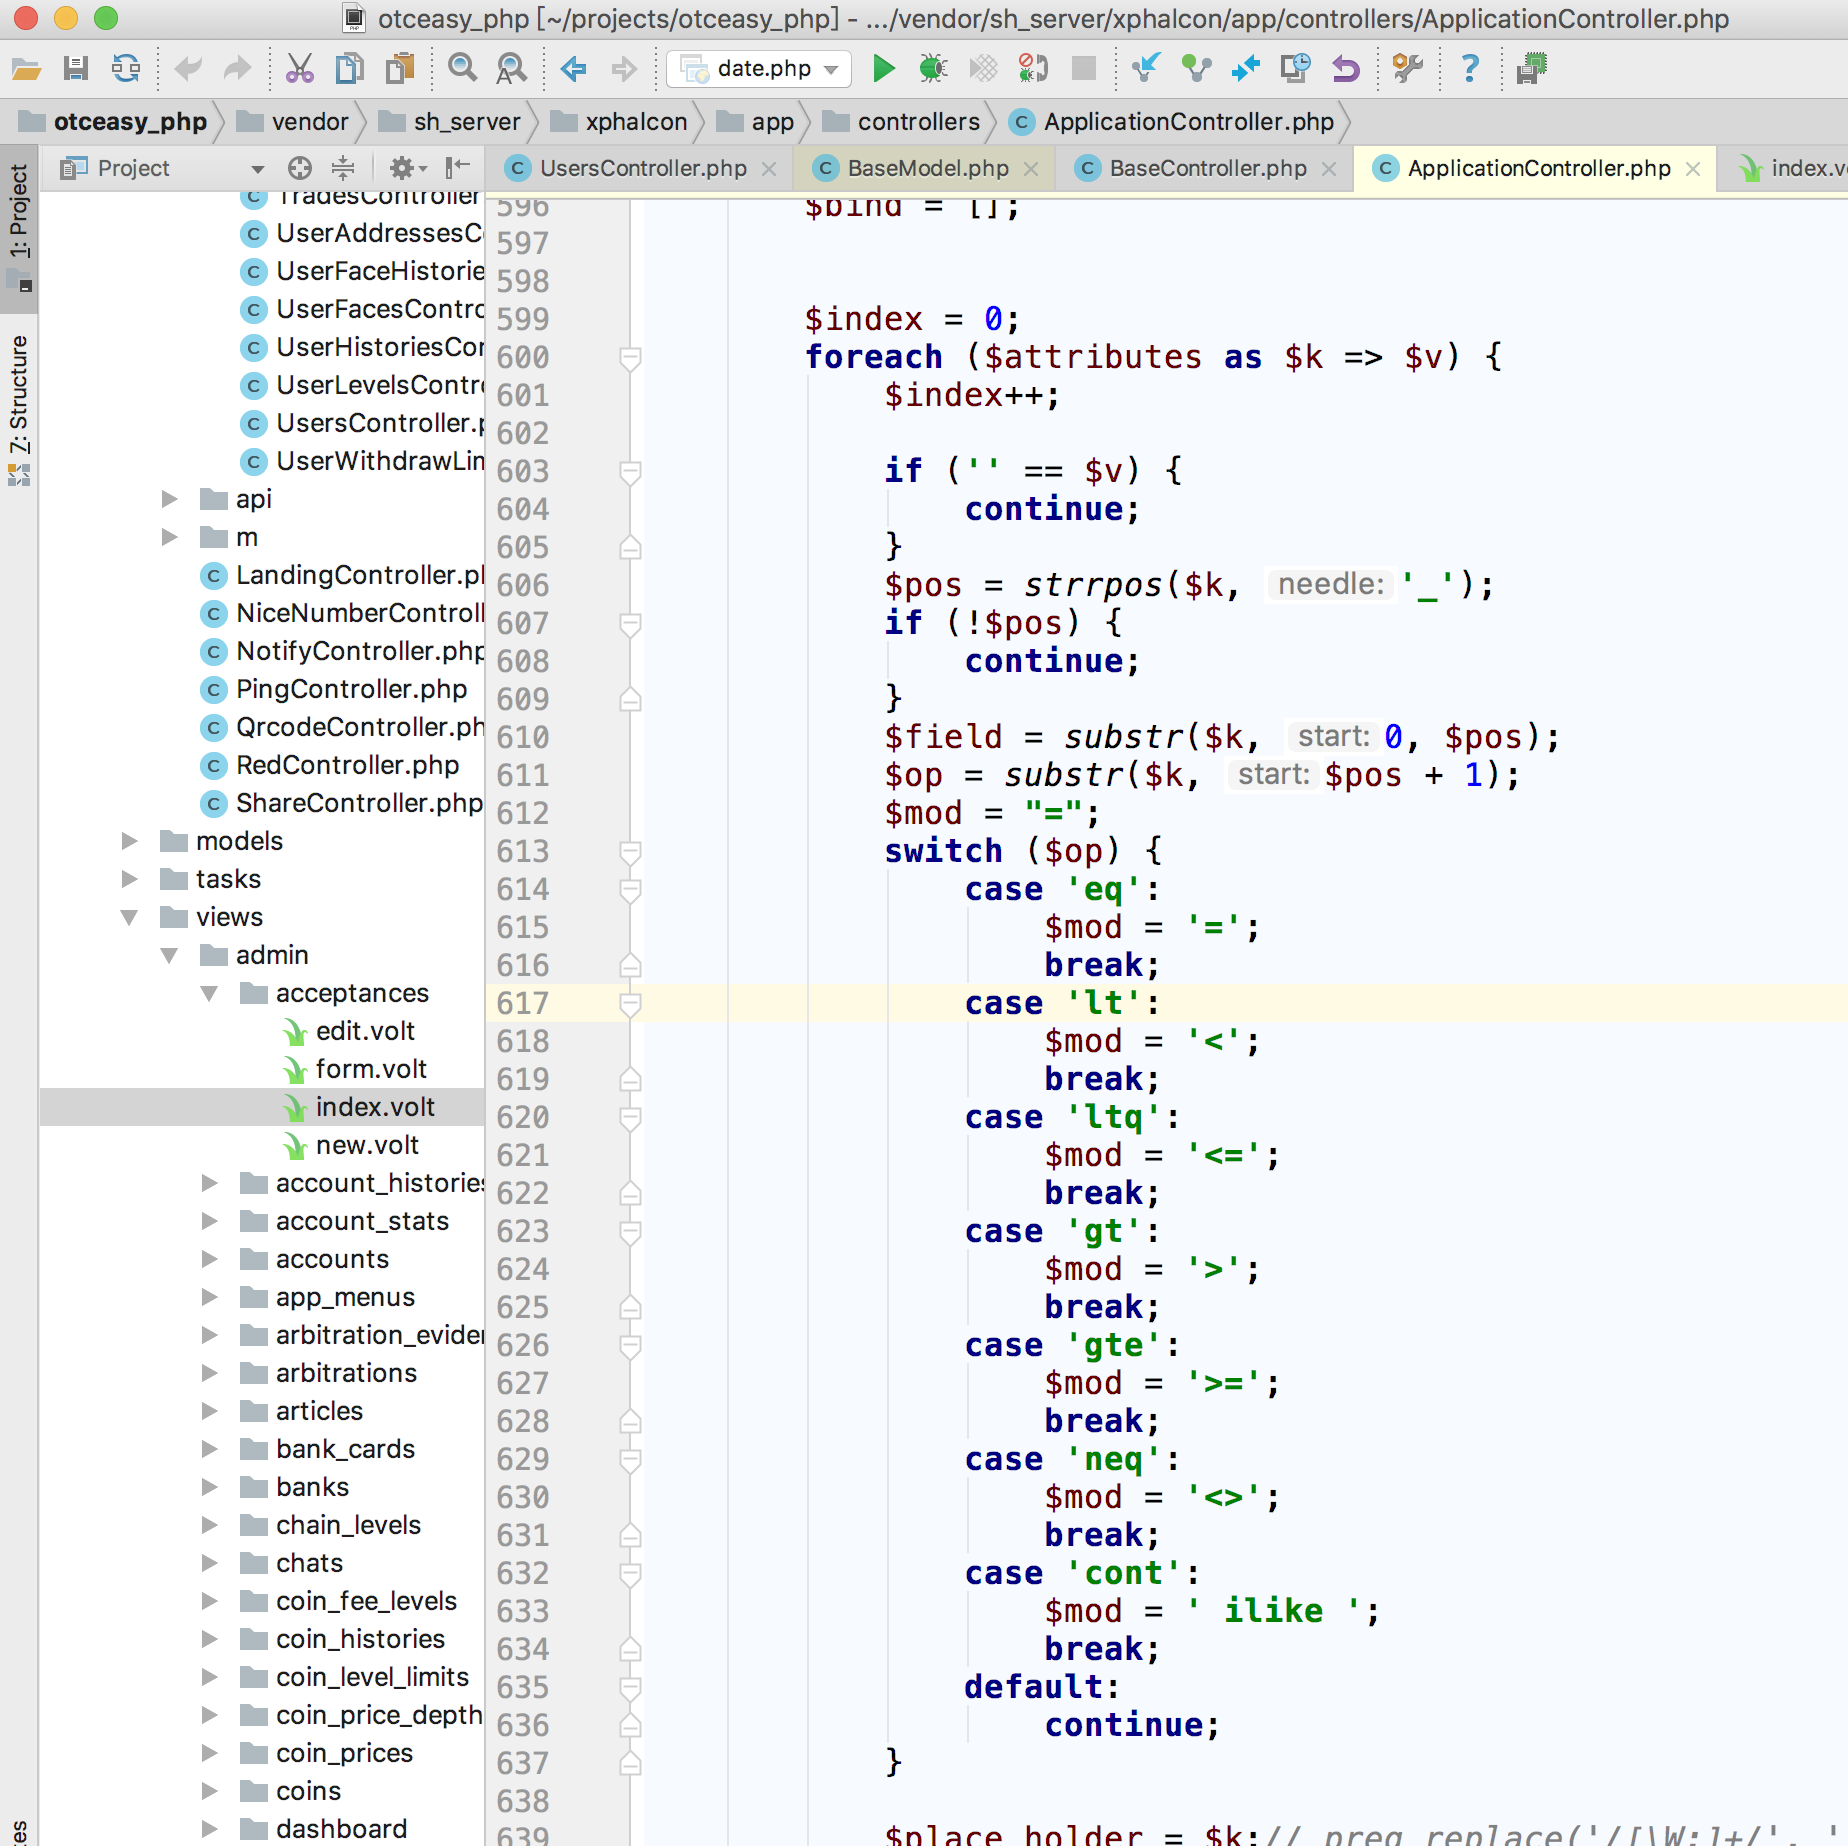 otceasy_php [~/projects/otceasy_php] - .../vendor/sh_server/xphalcon/app/controllers/ApplicationController.php
date.php
otceasy_php vendor sh_server xphalcon app controllers ApplicationController.php
Project
UsersController.php BaseModel.php BaseController.php ApplicationController.php index.v
1: Project
7: Structure
TradesController
UserAddressesC
UserFaceHistorie
UserFacesContro
UserHistoriesCor
UserLevelsContro
UsersController.p
UserWithdrawLim
api
m
LandingController.pl
NiceNumberControll
NotifyController.php
PingController.php
QrcodeController.ph
RedController.php
ShareController.php
models
tasks
views
admin
acceptances
edit.volt
form.volt
index.volt
new.volt
account_histories
account_stats
accounts
app_menus
arbitration_eviden
arbitrations
articles
bank_cards
banks
chain_levels
chats
coin_fee_levels
coin_histories
coin_level_limits
coin_price_depth
coin_prices
coins
dashboard
596 $bind = [];
597
598
599 $index = 0;
600 foreach ($attributes as $k => $v) {
601 $index++;
602
603 if ('' == $v) {
604 continue;
605 }
606 $pos = strrpos($k, needle: '_');
607 if (!$pos) {
608 continue;
609 }
610 $field = substr($k, start: 0, $pos);
611 $op = substr($k, start: $pos + 1);
612 $mod = "=";
613 switch ($op) {
614 case 'eq':
615 $mod = '=';
616 break;
617 case 'lt':
618 $mod = '<';
619 break;
620 case 'ltq':
621 $mod = '<=';
622 break;
623 case 'gt':
624 $mod = '>';
625 break;
626 case 'gte':
627 $mod = '>=';
628 break;
629 case 'neq':
630 $mod = '<>';
631 break;
632 case 'cont':
633 $mod = ' ilike ';
634 break;
635 default:
636 continue;
637 }
638
639 $place_holder = $k;// preg_replace('/[\W:]+/', '